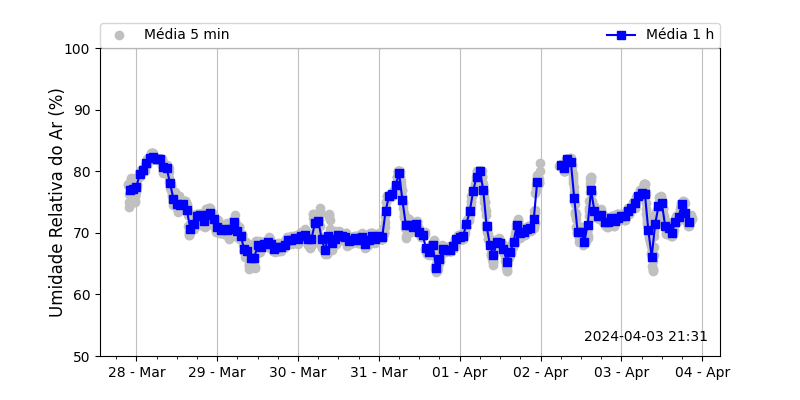 Média 5 min Média 1 h
Umidade Relativa do Ar (%)
100
90
80
70
60
50
2024-04-03 21:31
28 - Mar 29 - Mar 30 - Mar 31 - Mar 01 - Apr 02 - Apr 03 - Apr 04 - Apr